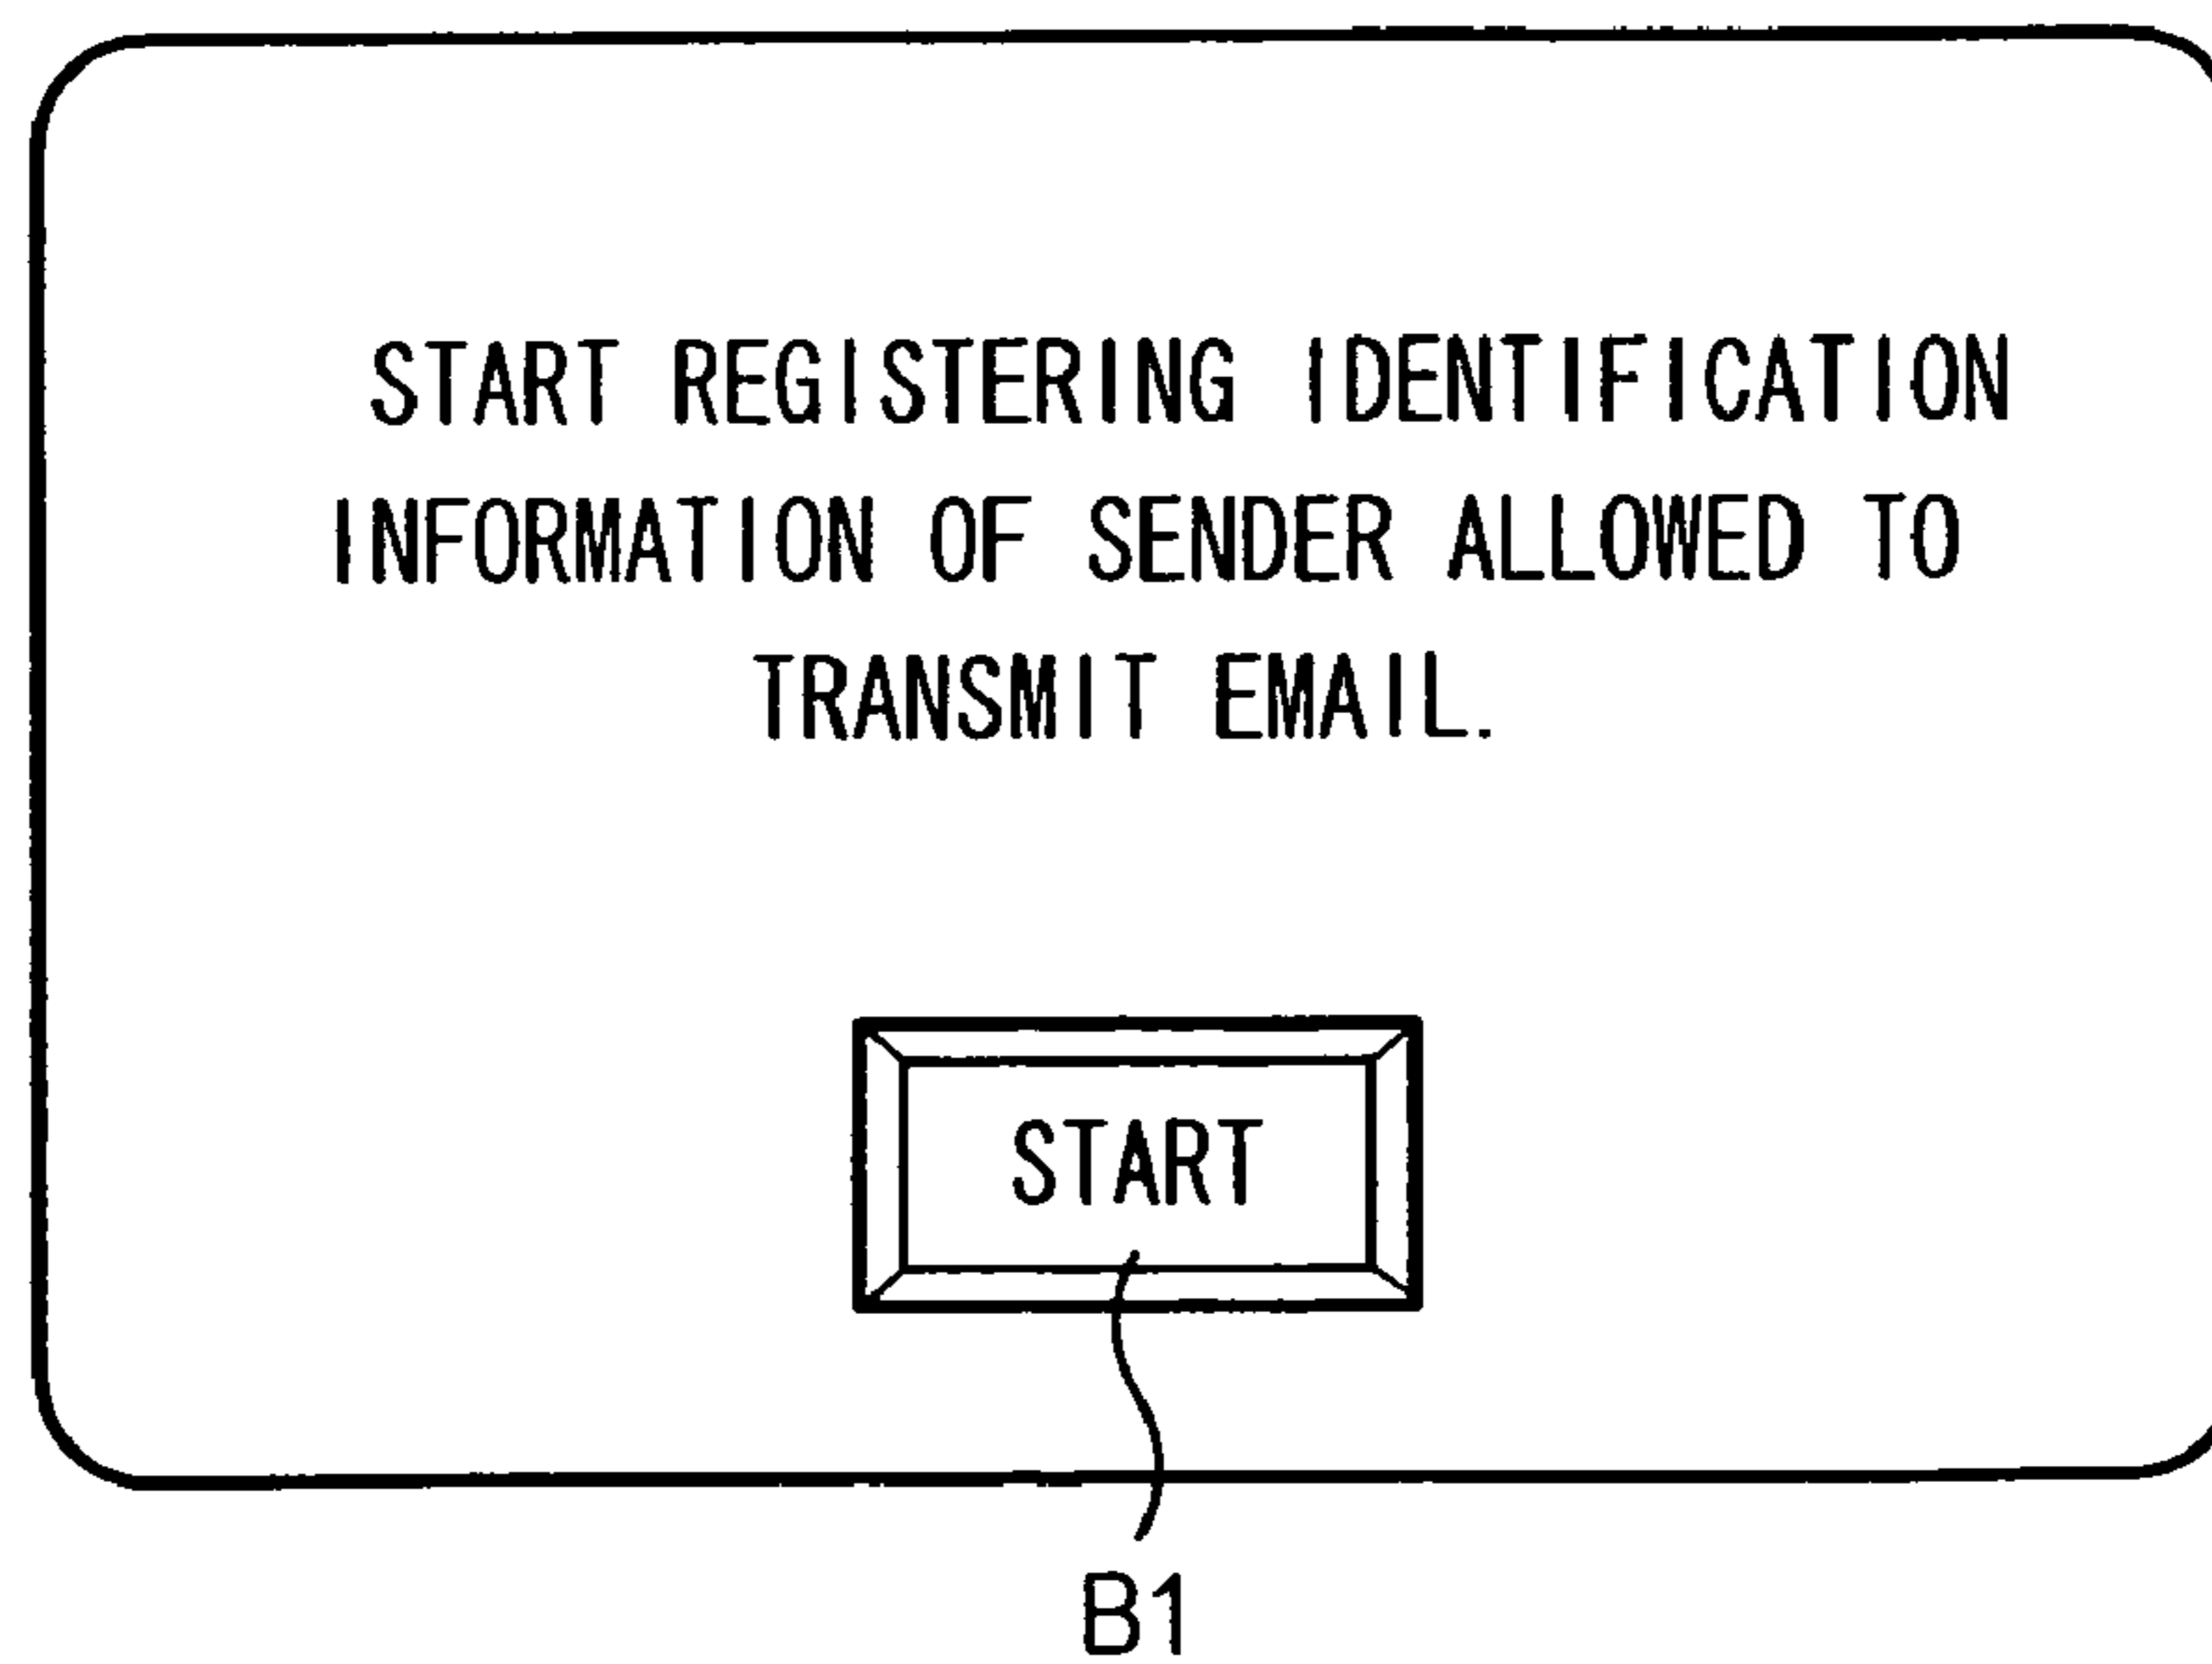 START REGISTERING IDENTIFICATION
INFORMATION OF SENDER ALLOWED TO
TRANSMIT EMAIL.
START
B1